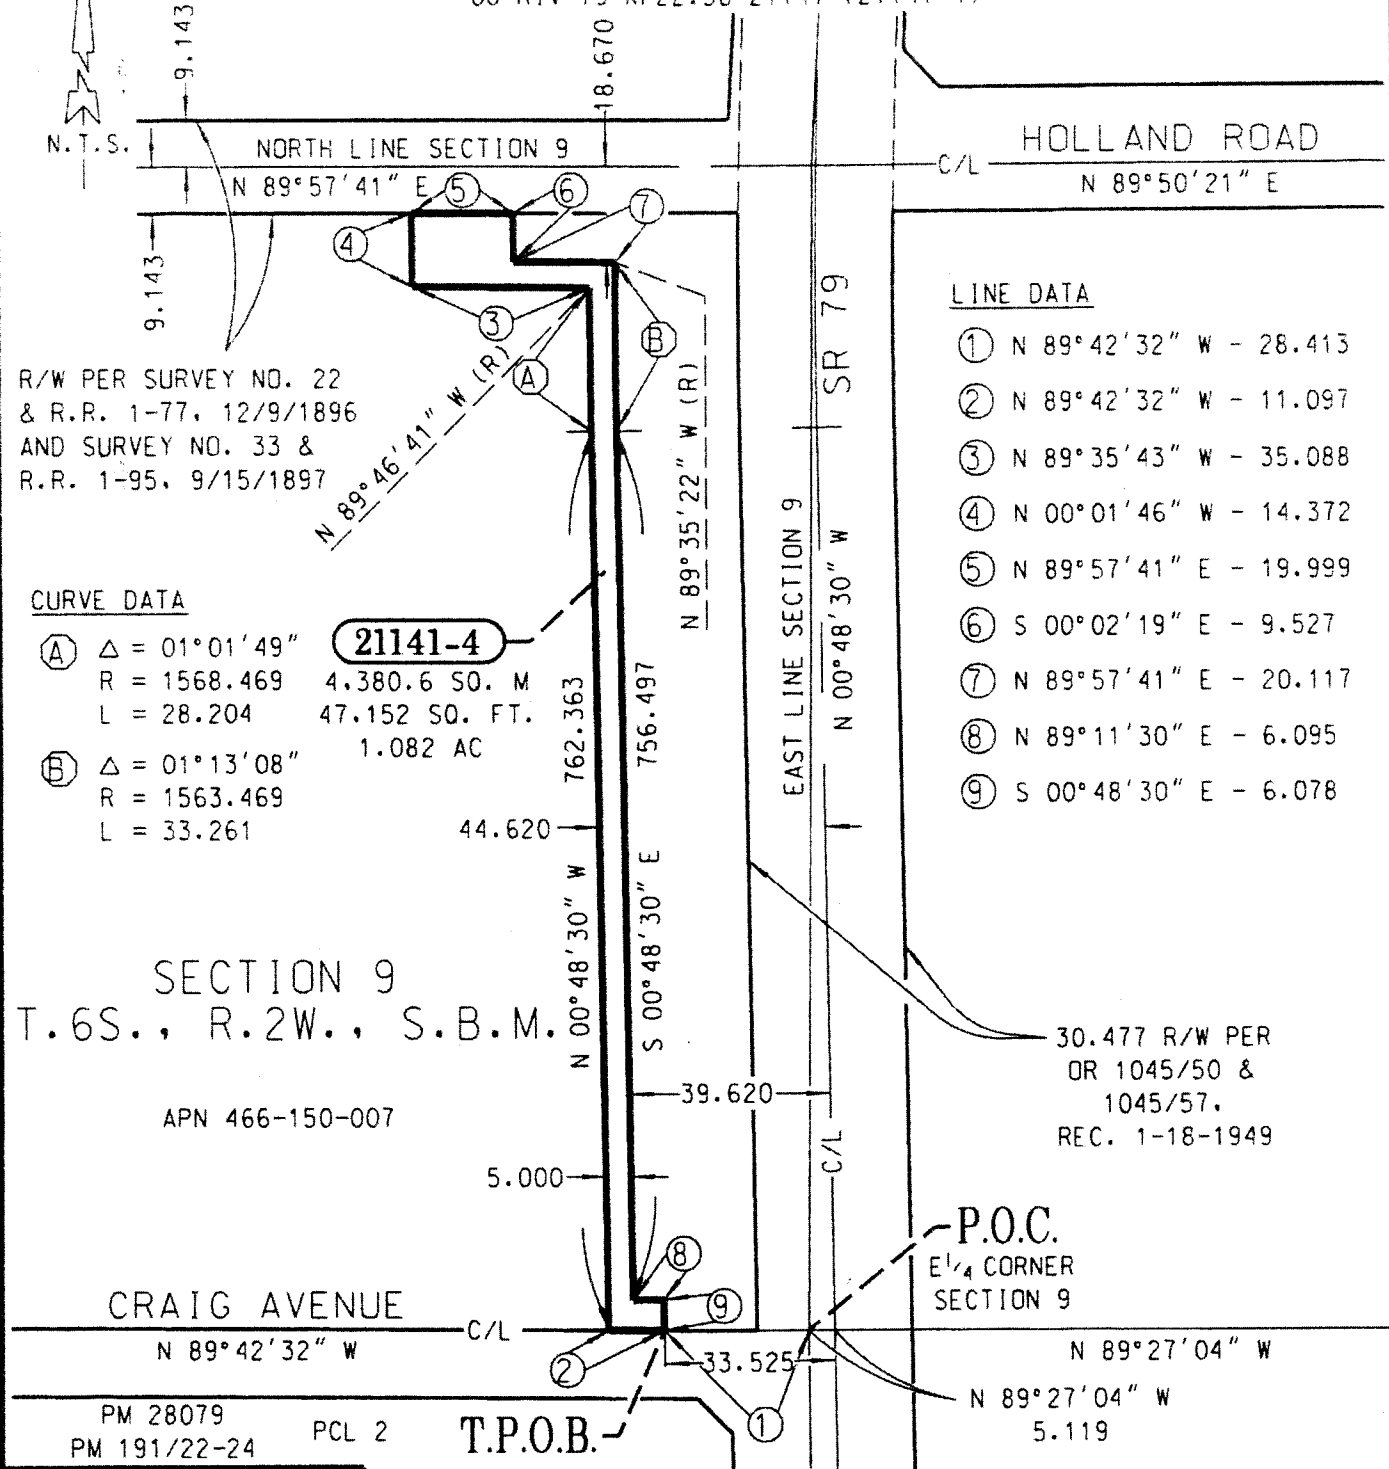 9.143
18.670
N.T.S.
NORTH LINE SECTION 9
N 89°57'41" E
HOLLAND ROAD
C/L
N 89°50'21" E
5
6
7
4
3
9.143
A
B
SR 79
R/W PER SURVEY NO. 22
& R.R. 1-77, 12/9/1896
AND SURVEY NO. 33 &
R.R. 1-95, 9/15/1897
N 89°46'41" W (R)
N 89°35'22" W (R)
LINE DATA
1 N 89°42'32" W - 28.413
2 N 89°42'32" W - 11.097
3 N 89°35'43" W - 35.088
4 N 00°01'46" W - 14.372
5 N 89°57'41" E - 19.999
6 S 00°02'19" E - 9.527
7 N 89°57'41" E - 20.117
8 N 89°11'30" E - 6.095
9 S 00°48'30" E - 6.078
CURVE DATA
A Δ = 01°01'49"
R = 1568.469
L = 28.204
B Δ = 01°13'08"
R = 1563.469
L = 33.261
21141-4
4,380.6 SQ. M
47,152 SQ. FT.
1.082 AC
762.363
756.497
EAST LINE SECTION 9
N 00°48'30" W
44.620
N 00°48'30" W
S 00°48'30" E
SECTION 9
T.6S., R.2W., S.B.M.
APN 466-150-007
39.620
30.477 R/W PER
OR 1045/50 &
1045/57,
REC. 1-18-1949
C/L
5.000
P.O.C.
E1/4 CORNER
SECTION 9
8
9
CRAIG AVENUE
C/L
N 89°42'32" W
2
33.525
N 89°27'04" W
N 89°27'04" W
5.119
1
PM 28079
PM 191/22-24
PCL 2
T.P.O.B.